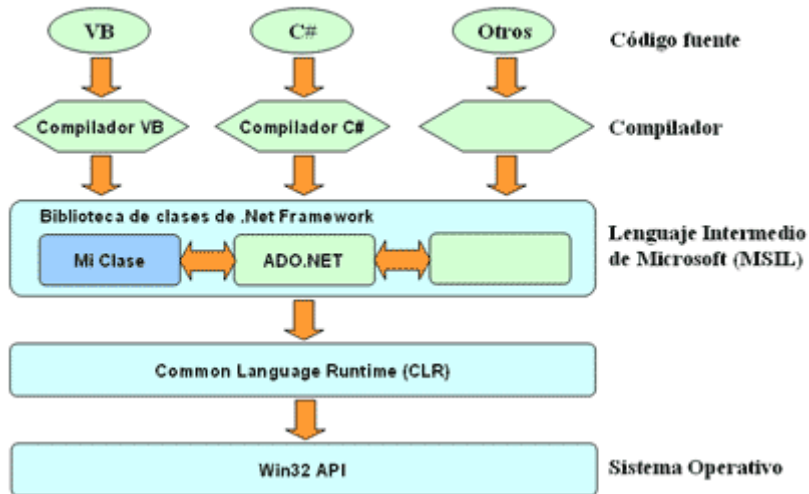 VB
C#
Otros
Código fuente
Compilador VB
Compilador C#
Compilador
Biblioteca de clases de .Net Framework
Mi Clase
ADO.NET
Lenguaje Intermedio
de Microsoft (MSIL)
Common Language Runtime (CLR)
Win32 API
Sistema Operativo